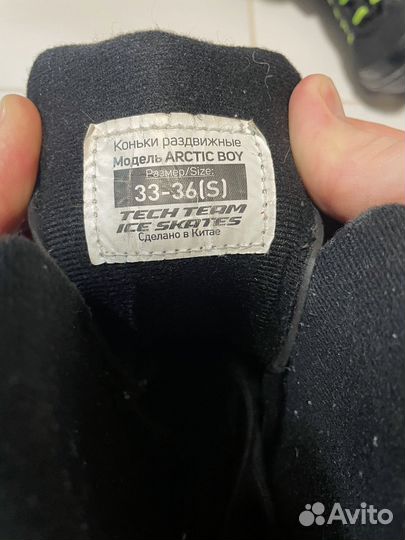 Коньки раздвижные
Модель ARCTIC BOY
Размер/Size:
33-36(S)
TECH TEAM
ICE SKATES
Сделано в Китае
Avito